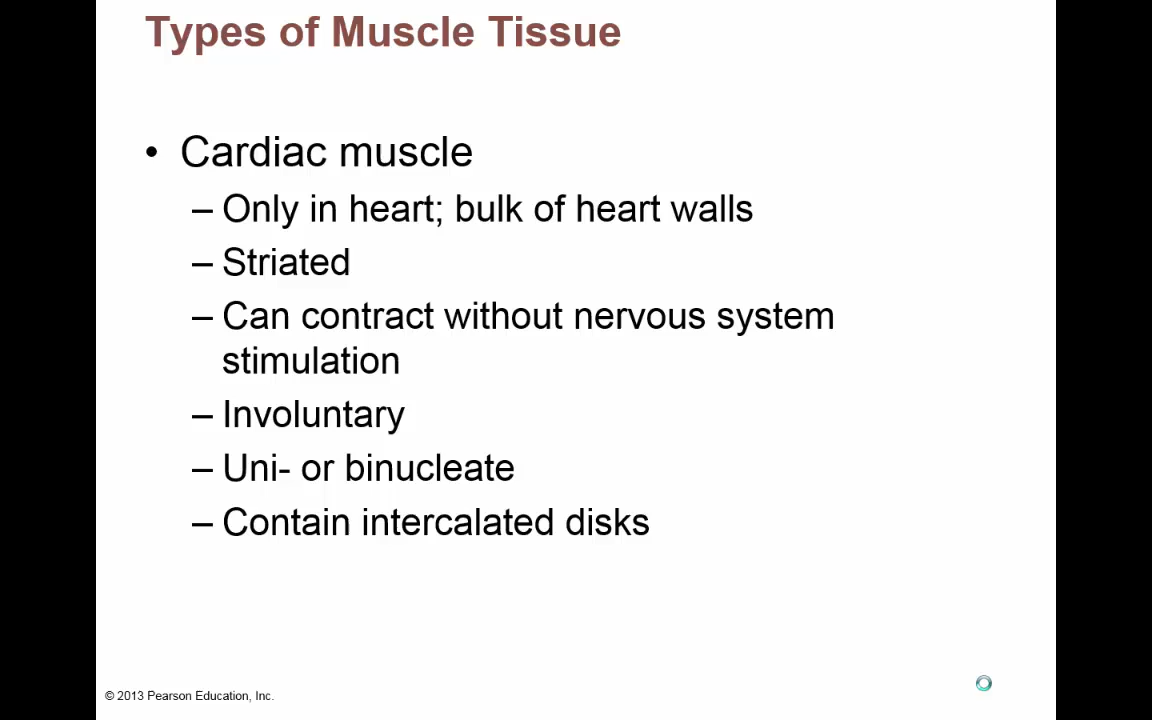 Types of Muscle Tissue
• Cardiac muscle
– Only in heart; bulk of heart walls
– Striated
– Can contract without nervous system
stimulation
– Involuntary
– Uni- or binucleate
– Contain intercalated disks
© 2013 Pearson Education, Inc.